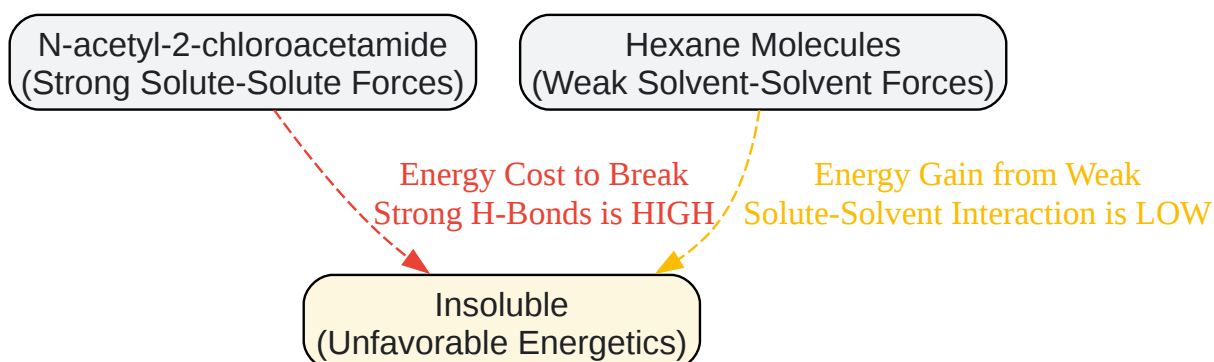 N-acetyl-2-chloroacetamide
(Strong Solute-Solute Forces)
Hexane Molecules
(Weak Solvent-Solvent Forces)
Energy Cost to Break
Strong H-Bonds is HIGH
Energy Gain from Weak
Solute-Solvent Interaction is LOW
Insoluble
(Unfavorable Energetics)